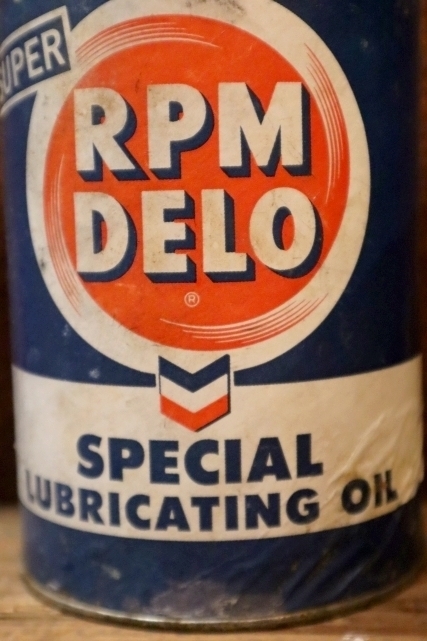 SUPER
RPM
DELO
®
SPECIAL
LUBRICATING OIL